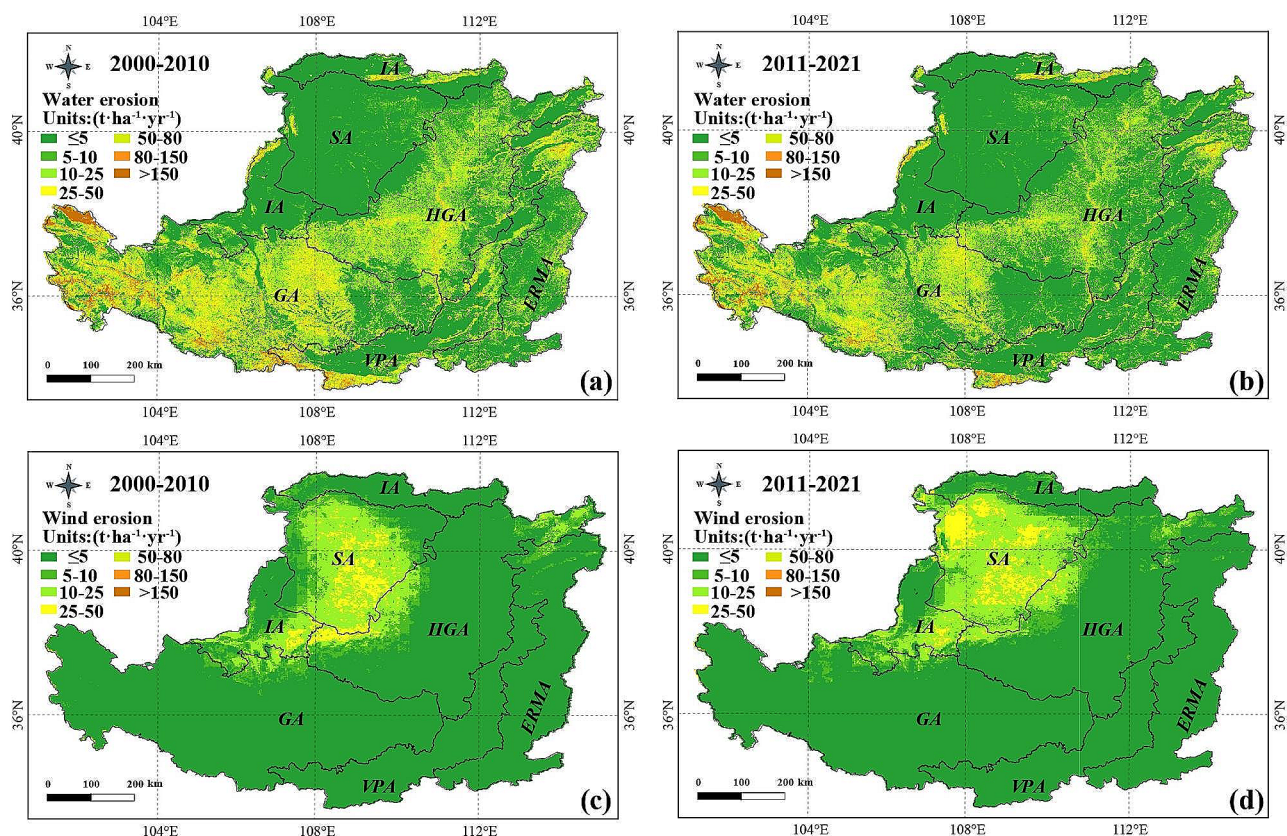 104°E 108°E 112°E
N
W E
S
2000-2010
Water erosion
Units:(t·ha⁻¹·yr⁻¹)
≤5 50-80
5-10 80-150
10-25 >150
25-50
IA
SA
IA
HGA
GA
ERMA
VPA
40°N
36°N
40°N
36°N
0 100 200 km
(a)
104°E 108°E 112°E
104°E 108°E 112°E
N
W E
S
2011-2021
Water erosion
Units:(t·ha⁻¹·yr⁻¹)
≤5 50-80
5-10 80-150
10-25 >150
25-50
IA
SA
IA
HGA
GA
ERMA
VPA
40°N
36°N
40°N
36°N
0 100 200 km
(b)
104°E 108°E 112°E
104°E 108°E 112°E
N
W E
S
2000-2010
Wind erosion
Units:(t·ha⁻¹·yr⁻¹)
≤5 50-80
5-10 80-150
10-25 >150
25-50
IA
SA
IA
HGA
GA
ERMA
VPA
40°N
36°N
40°N
36°N
0 100 200 km
(c)
104°E 108°E 112°E
104°E 108°E 112°E
N
W E
S
2011-2021
Wind erosion
Units:(t·ha⁻¹·yr⁻¹)
≤5 50-80
5-10 80-150
10-25 >150
25-50
IA
SA
IA
HGA
GA
ERMA
VPA
40°N
36°N
40°N
36°N
0 100 200 km
(d)
104°E 108°E 112°E